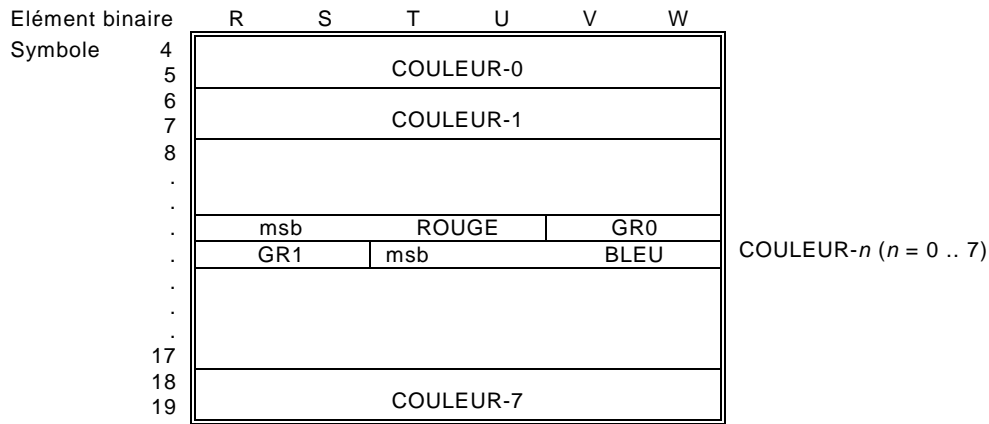 Elément binaire R S T U V W
Symbole 4
COULEUR-0
5
6
COULEUR-1
7
8
.
.
. msb ROUGE GR0
. GR1 msb BLEU COULEUR-n (n = 0 .. 7)
.
.
.
17
18
COULEUR-7
19